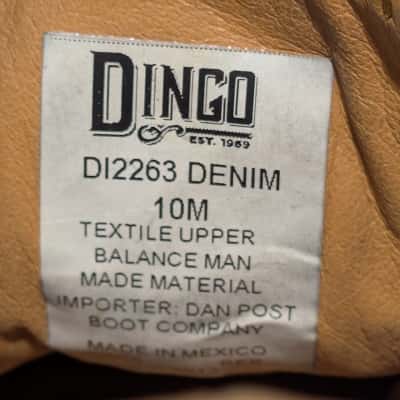 DINGO
EST. 1969
DI2263 DENIM
10M
TEXTILE UPPER
BALANCE MAN
MADE MATERIAL
IMPORTER: DAN POST
BOOT COMPANY
MADE IN MEXICO